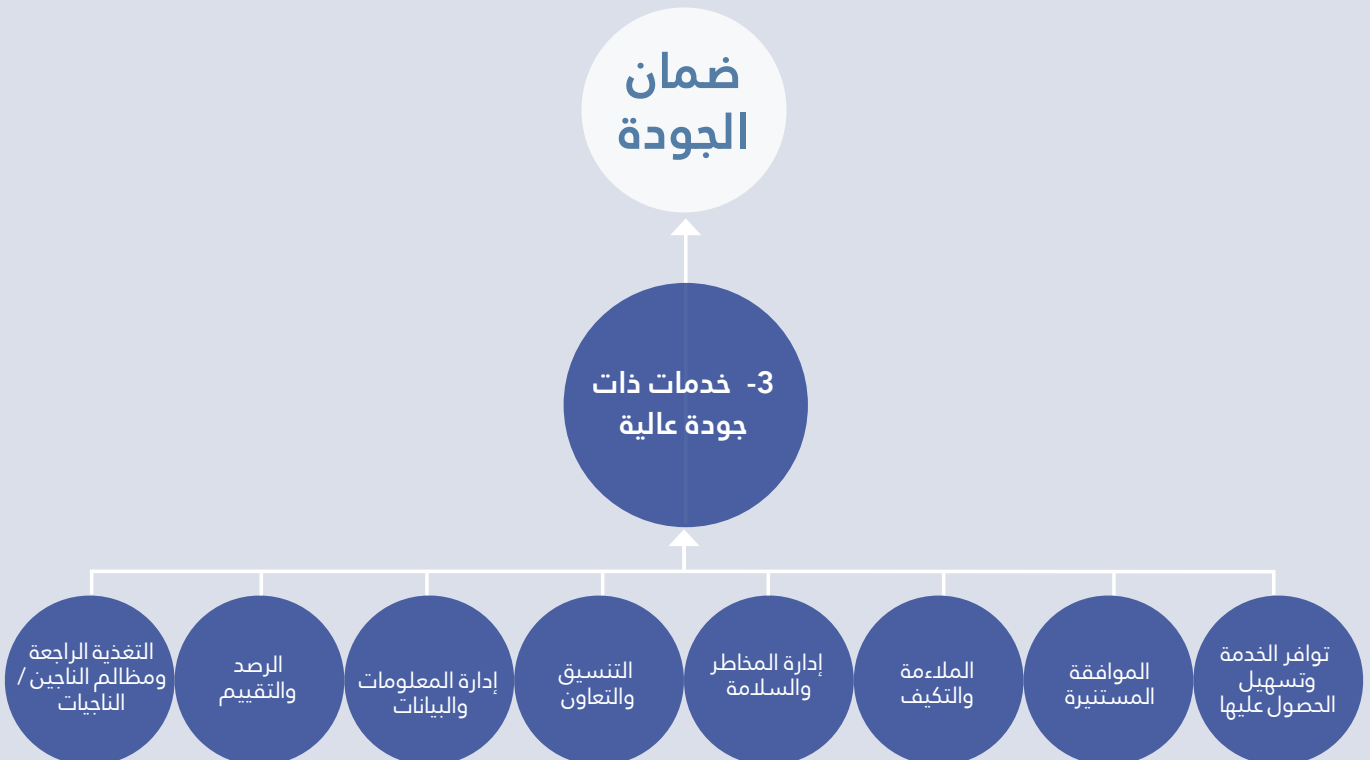 ضمان
الجودة
3- خدمات ذات
جودة عالية
توافر الخدمة
وتسهيل
الحصول عليها
الموافقة
المستنيرة
الملاءمة
والتكيف
إدارة المخاطر
والسلامة
التنسيق
والتعاون
إدارة المعلومات
والبيانات
الرصد
والتقييم
التغذية الراجعة
ومظالم الناجين /
الناجيات